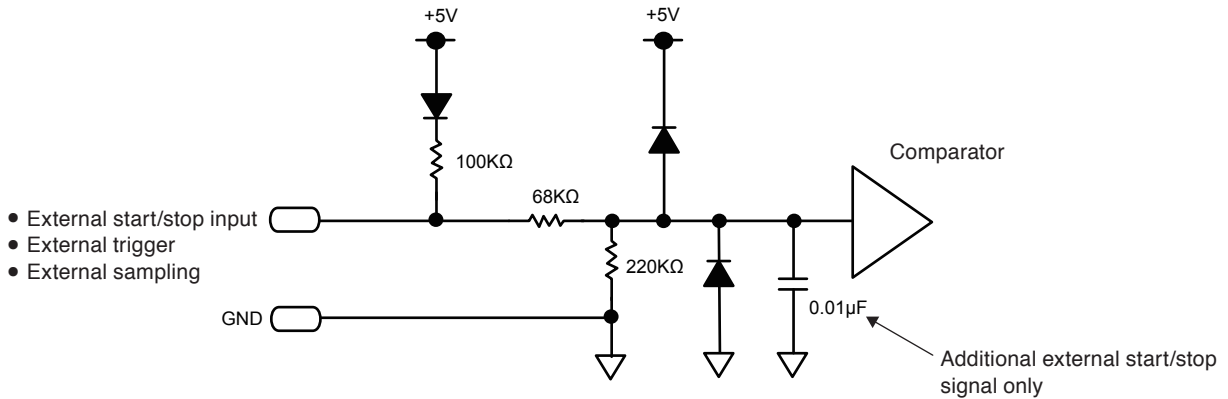 +5V
+5V
100KΩ
Comparator
68KΩ
• External start/stop input
• External trigger
• External sampling
220KΩ
GND
0.01µF
Additional external start/stop
signal only